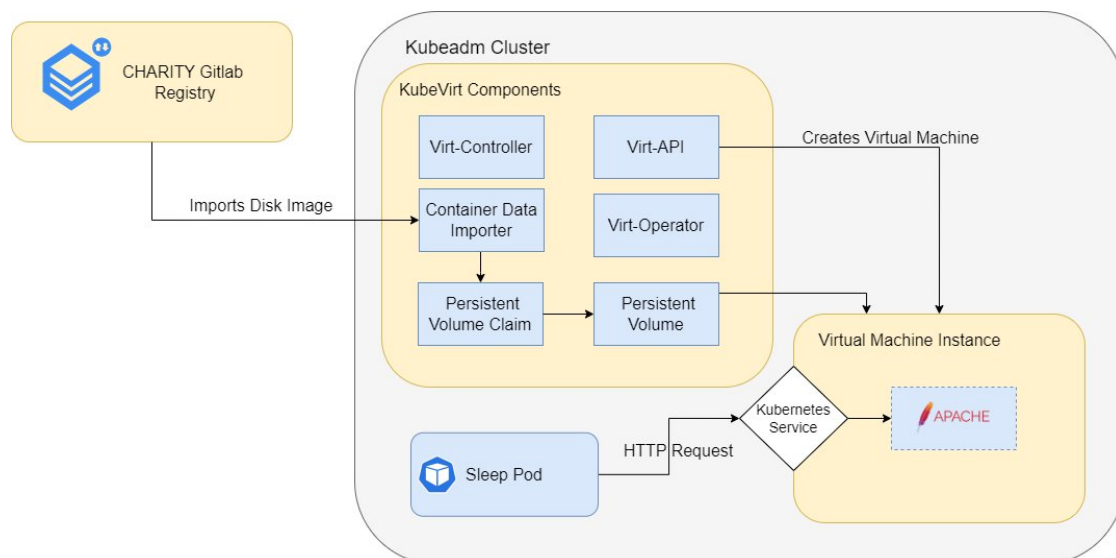 CHARITY Gitlab
Registry
Kubeadm Cluster
KubeVirt Components
Virt-Controller
Virt-API
Creates Virtual Machine
Imports Disk Image
Container Data
Importer
Virt-Operator
Persistent
Volume Claim
Persistent
Volume
Virtual Machine Instance
Kubernetes
Service
APACHE
HTTP Request
Sleep Pod